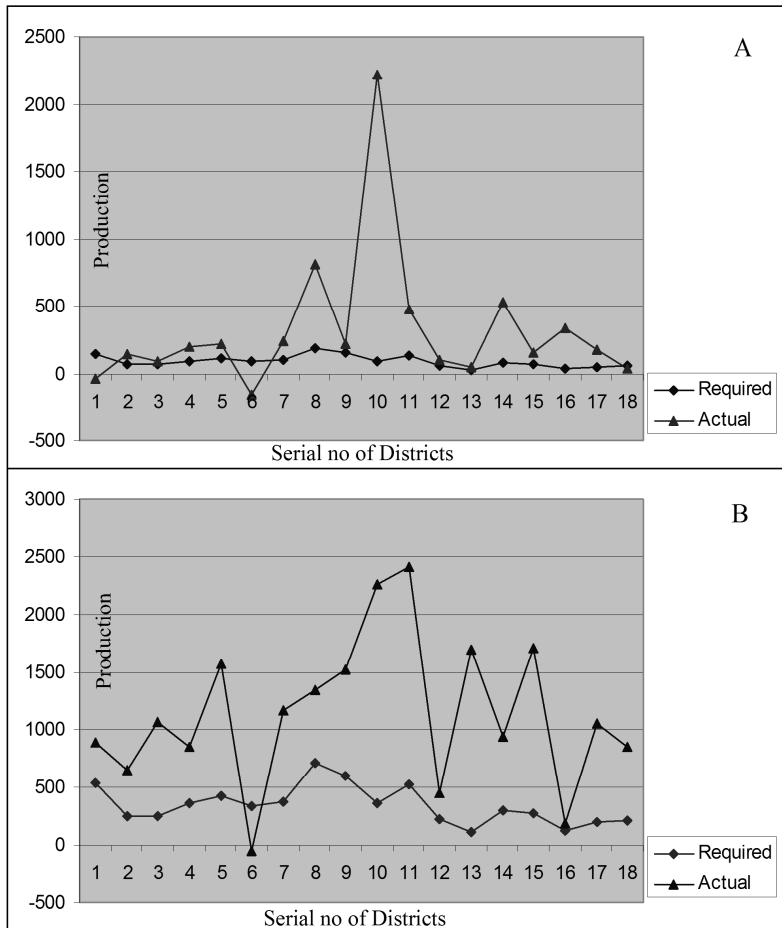 A
2500
2000
1500
1000
500
0
-500
Production
1 2 3 4 5 6 7 8 9 10 11 12 13 14 15 16 17 18
Required
Actual
Serial no of Districts
B
3000
2500
2000
1500
1000
500
0
-500
Production
1 2 3 4 5 6 7 8 9 10 11 12 13 14 15 16 17 18
Required
Actual
Serial no of Districts